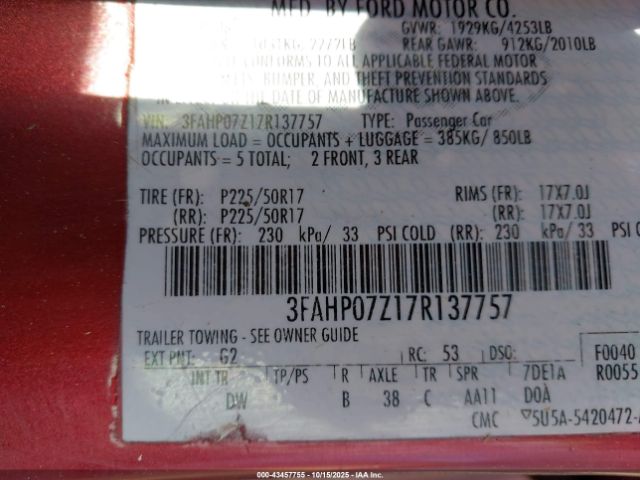 MFD. BY FORD MOTOR CO.
GVWR: 1929KG/4253LB
2272LB REAR GAWR: 912KG/2010LB
CONFORMS TO ALL APPLICABLE FEDERAL MOTOR
BUMPER, AND THEFT PREVENTION STANDARDS
DATE OF MANUFACTURE SHOWN ABOVE.
VIN: 3FAHP07Z17R137757 TYPE: Passenger Car
MAXIMUM LOAD = OCCUPANTS + LUGGAGE = 385KG/ 850LB
OCCUPANTS = 5 TOTAL; 2 FRONT, 3 REAR
TIRE (FR): P225/50R17 RIMS (FR): 17X7.0J
(RR): P225/50R17 (RR): 17X7.0J
PRESSURE (FR): 230 kPa/ 33 PSI COLD (RR): 230 kPa/ 33 PSI
3FAHP07Z17R137757
TRAILER TOWING - SEE OWNER GUIDE
EXT PNT: G2 RC: 53 DSO: F0040
INT TR TP/PS R AXLE TR SPR 7DE1A R0055
DW B 38 C AA11 D0A
CMC ▽5U5A-5420472-
© 43457755 - 10/15/2025 - IAA Inc.